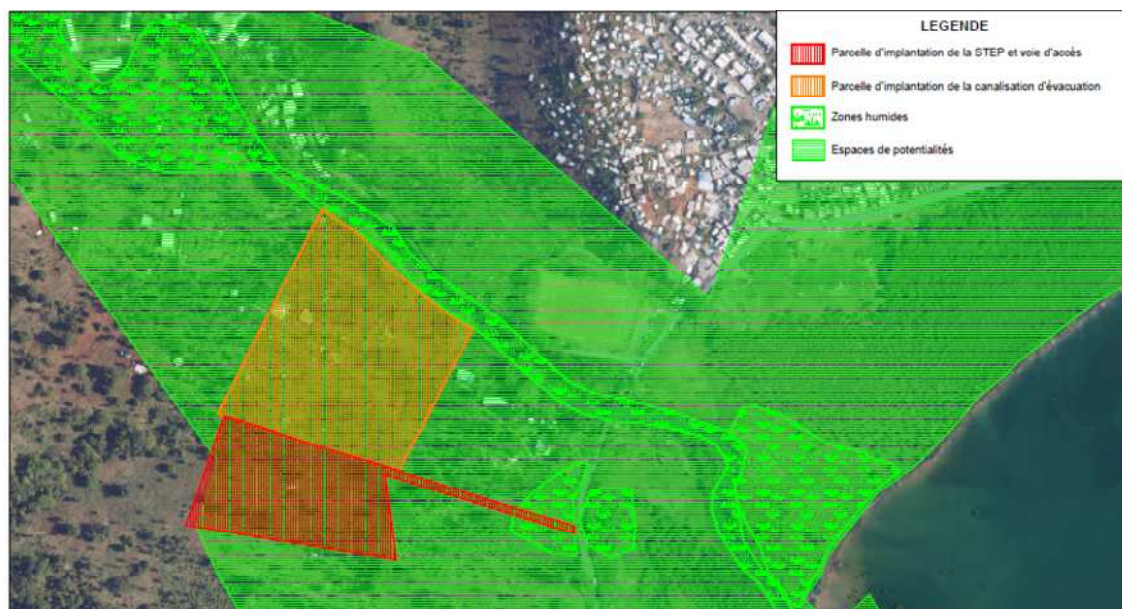 LEGENDE
Parcelle d'implantation de la STEP et voie d'accès
Parcelle d'implantation de la canalisation d'évacuation
Zones humides
Espaces de potentialités